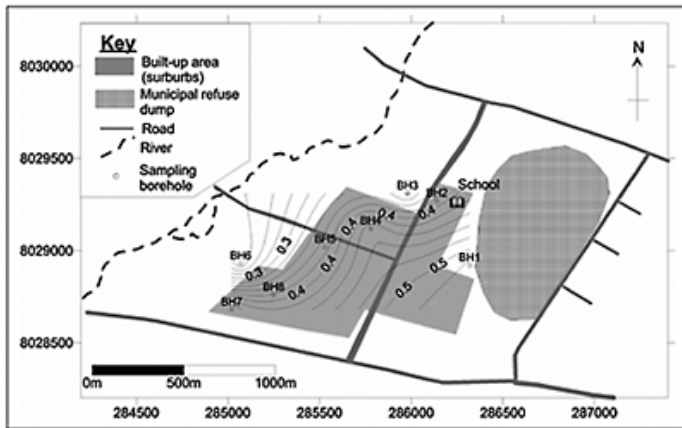 Key
Built-up area
(suburbs)
Municipal refuse
dump
Road
River
Sampling
borehole
N
8030000
8029500
8029000
8028500
BH3
BH2
School
0.4
0.4
0.4
BH4
BH5
0.4
0.3
BH6
0.3
BH1
0.5
0.5
BH8
0.4
BH7
0m
500m
1000m
284500
285000
285500
286000
286500
287000